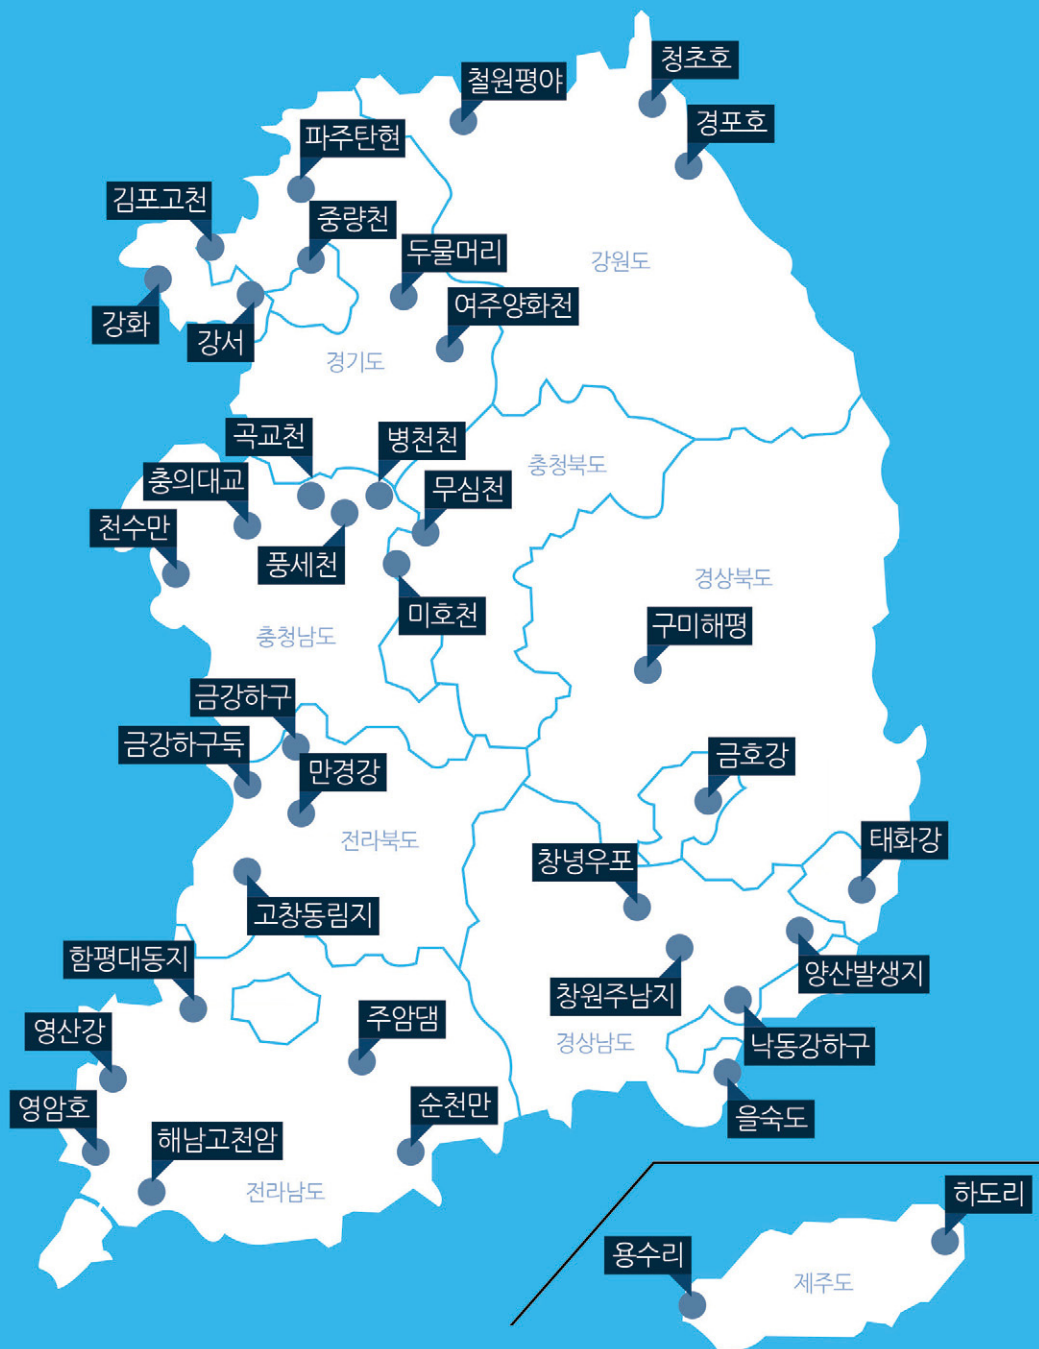 청초호
철원평야
경포호
파주탄현
김포고천
중량천
두물머리
강원도
여주양화천
강화
강서
경기도
곡교천
병천천
충청북도
충의대교
무심천
천수만
풍세천
경상북도
미호천
구미해평
충청남도
금강하구
금강하구둑
금호강
만경강
전라북도
태화강
창녕우포
고창동림지
함평대동지
양산발생지
창원주남지
주암댐
영산강
경상남도
낙동강하구
영암호
순천만
을숙도
해남고천암
전라남도
하도리
용수리
제주도